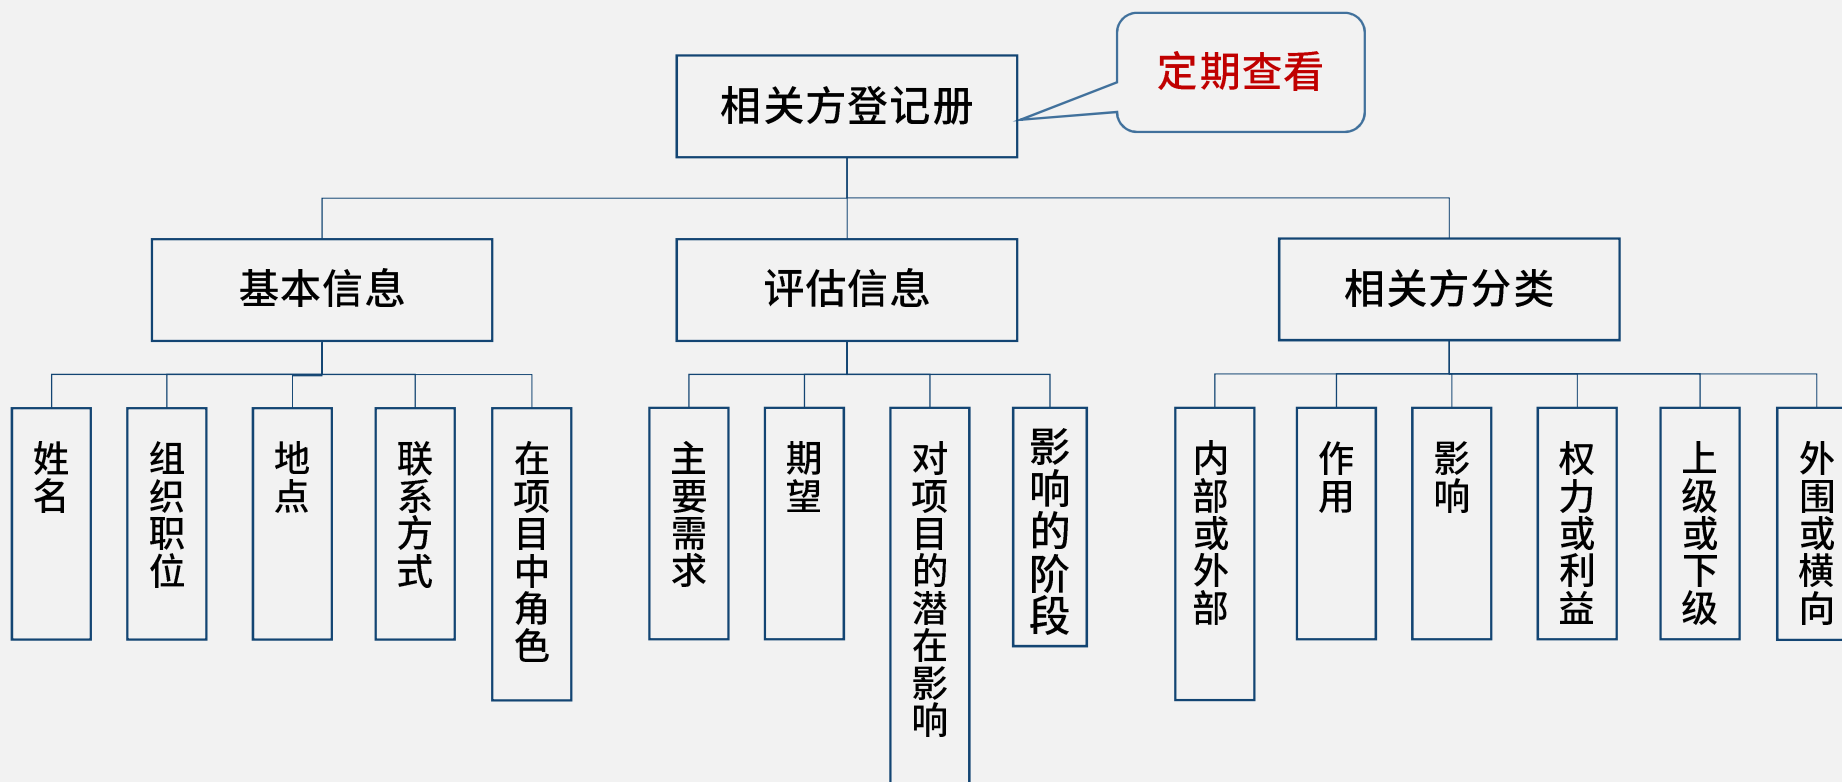 定期查看
相关方登记册
基本信息
评估信息
相关方分类
姓名
组织职位
地点
联系方式
在项目中角色
主要需求
期望
对项目的潜在影响
影响的阶段
内部或外部
作用
影响
权力或利益
上级或下级
外围或横向